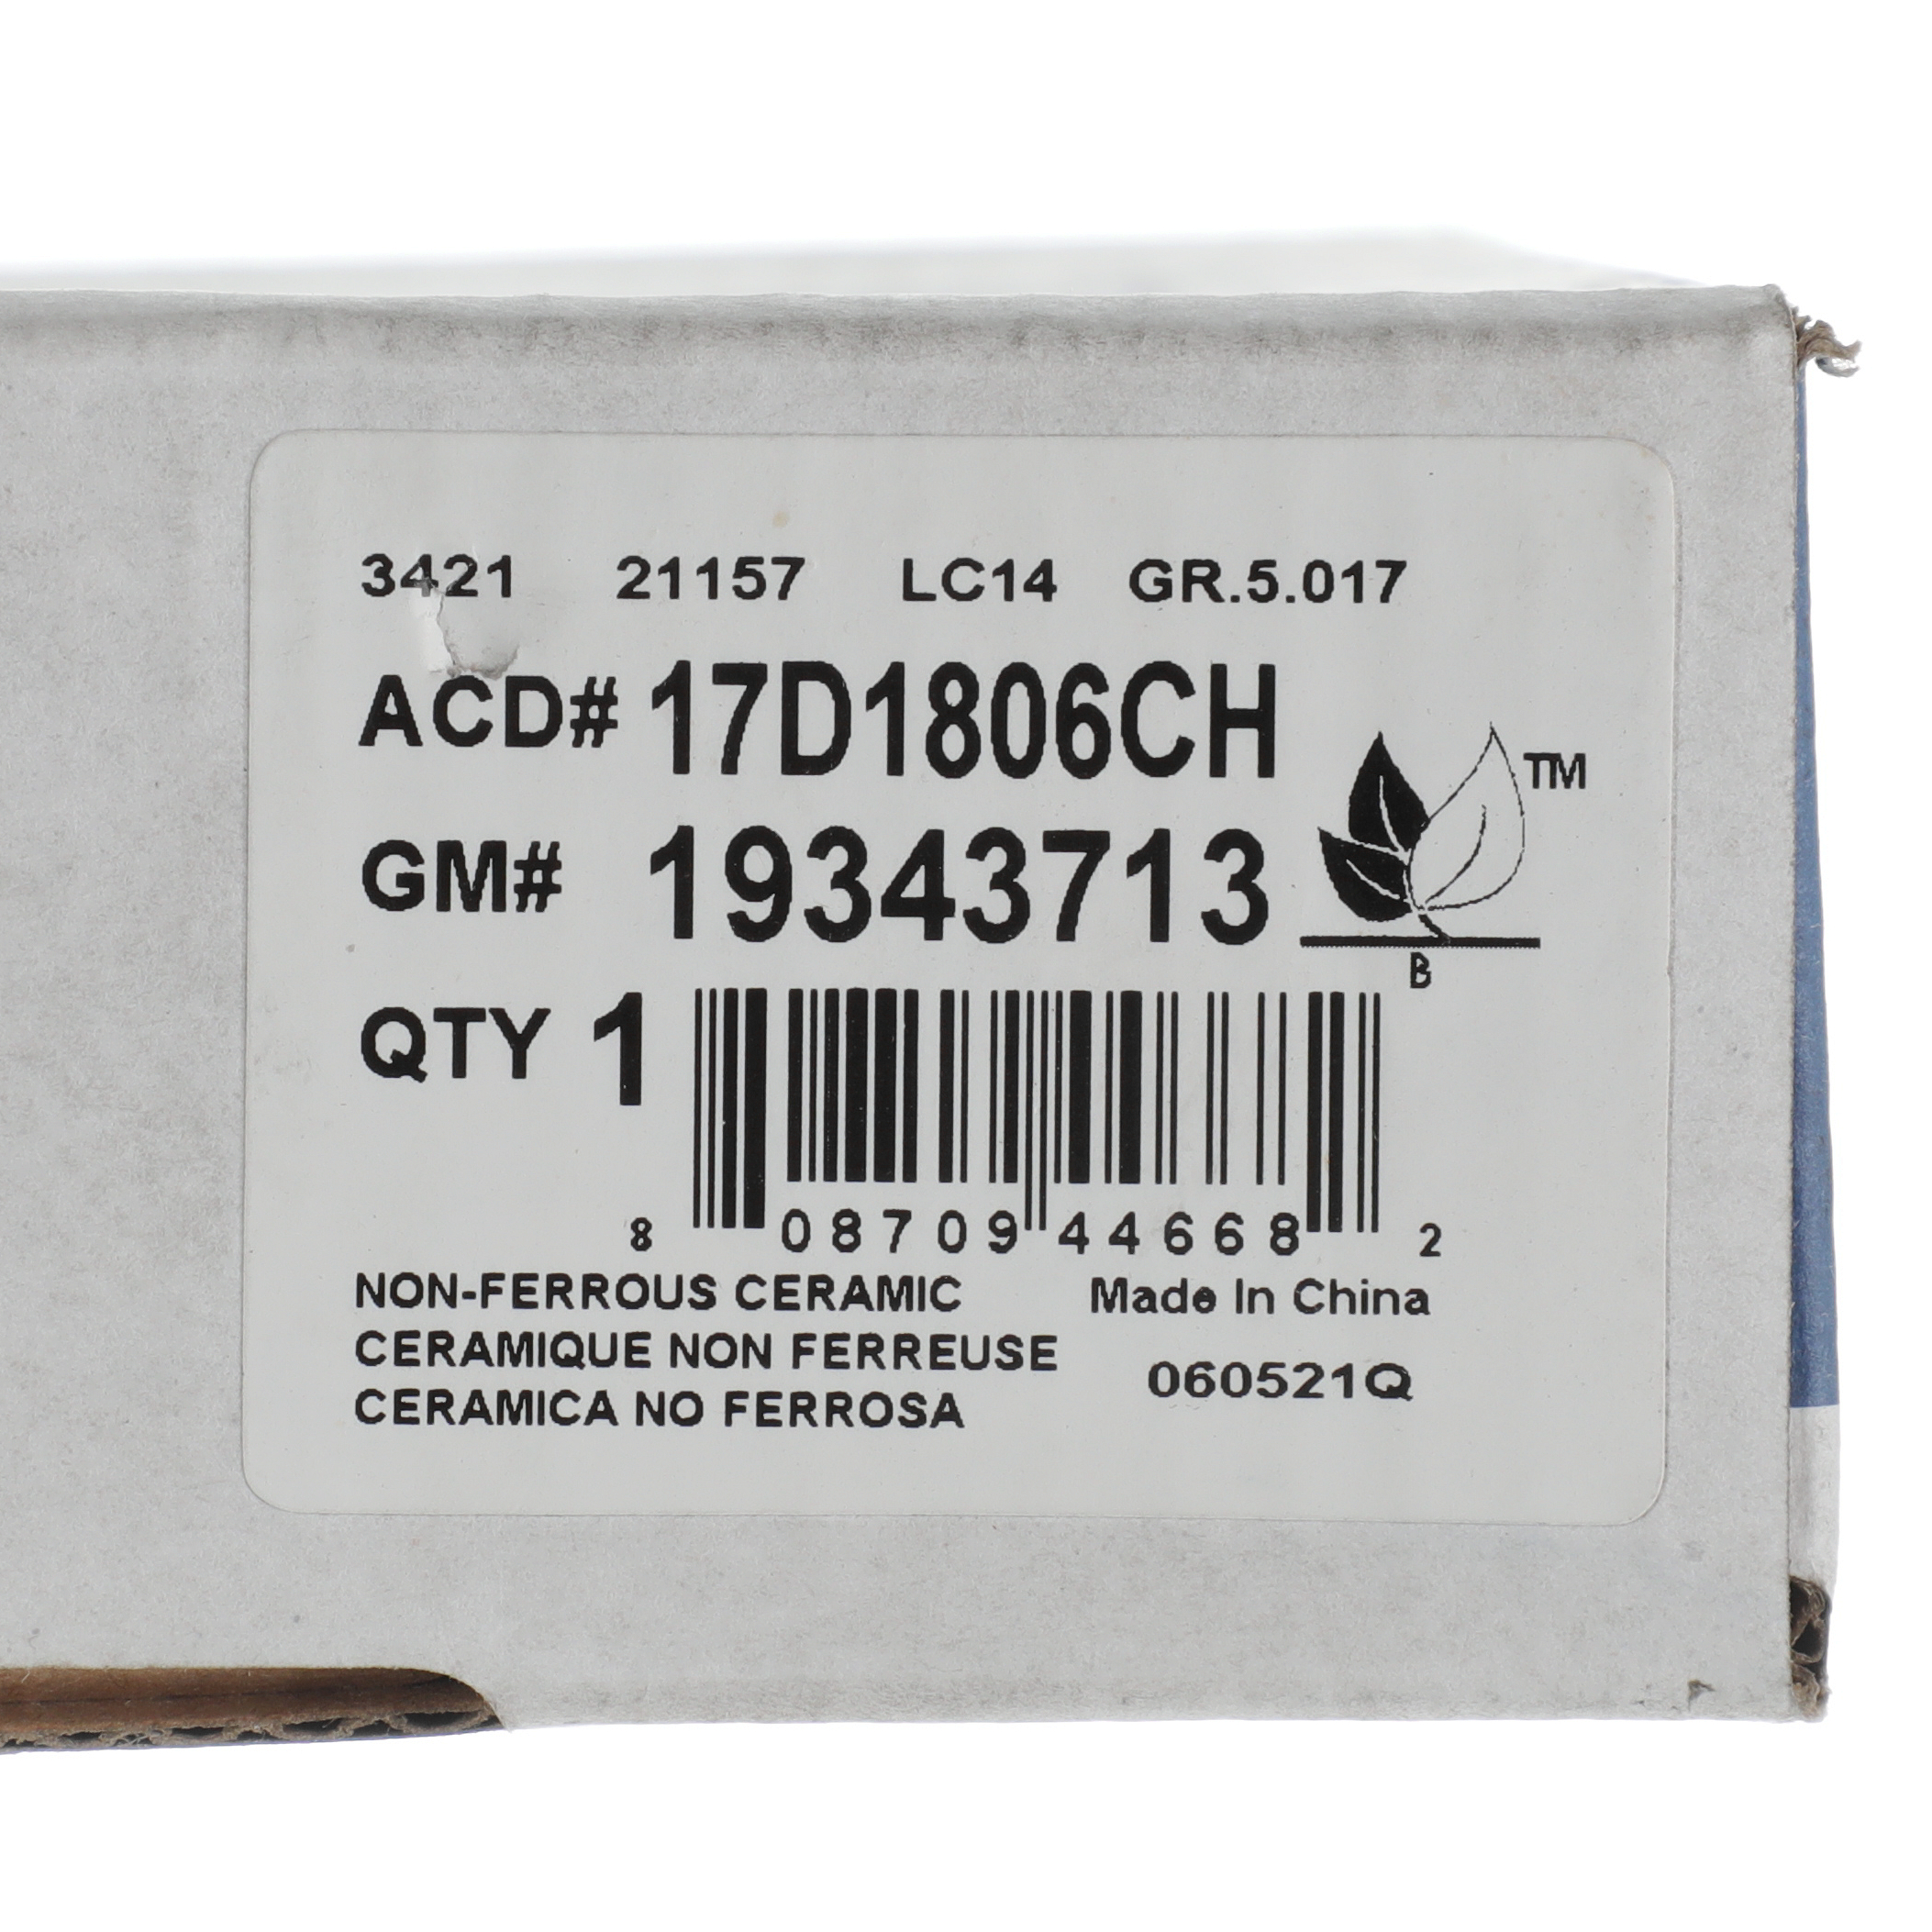 3421 21157 LC14 GR.5.017
ACD# 17D1806CH
GM# 19343713
TM
B
QTY 1
8 08709 44668 2
NON-FERROUS CERAMIC Made In China
CERAMIQUE NON FERREUSE
060521Q
CERAMICA NO FERROSA